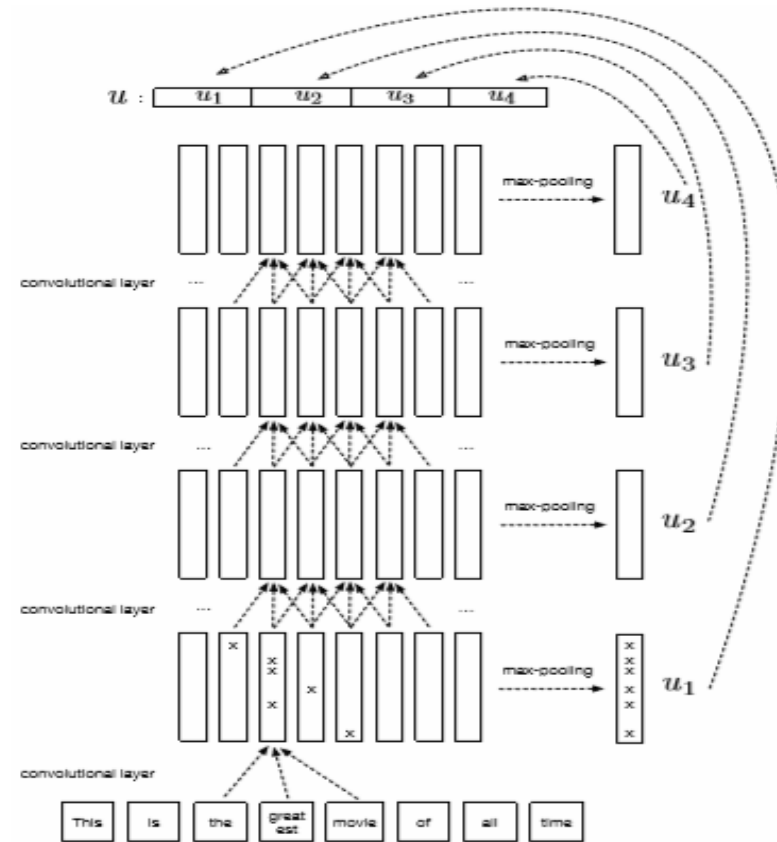 u : u1 u2 u3 u4
max-pooling u4
convolutional layer ... ...
max-pooling u3
convolutional layer ... ...
max-pooling u2
convolutional layer ... ...
x
x
x
x
x
x
max-pooling
x
x
x
x
x
x
u1
convolutional layer
This is the great est movie of all time